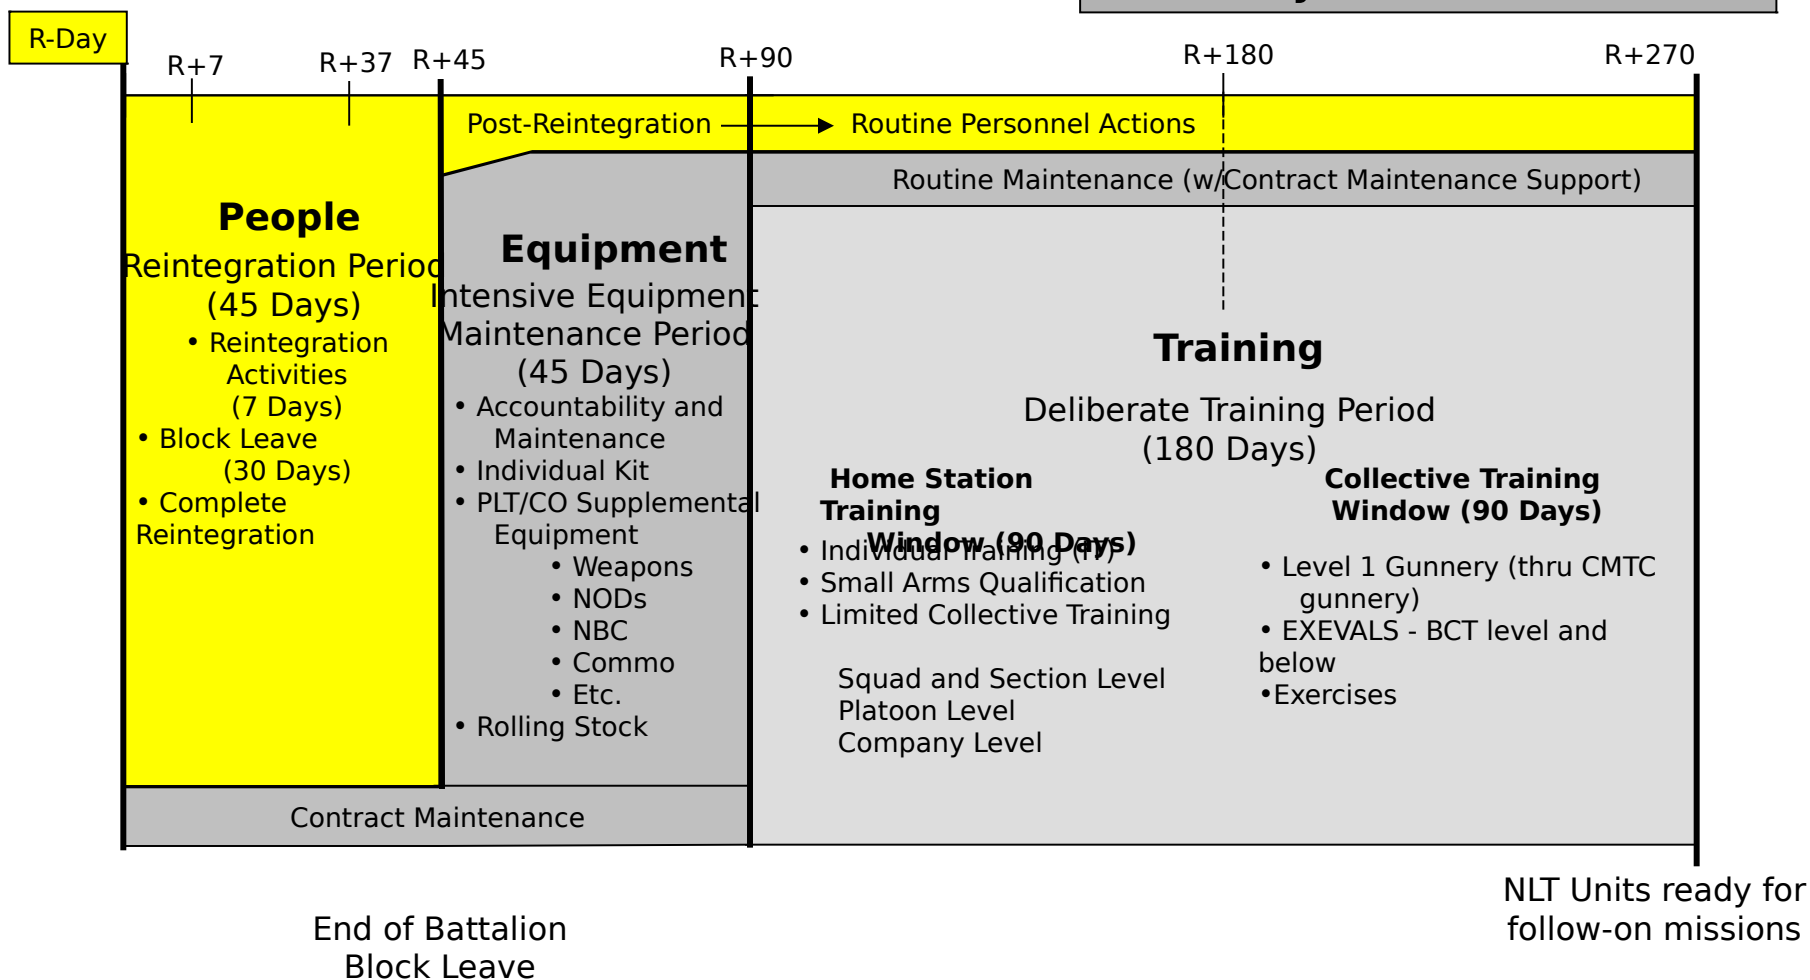 R-Day
R+7
R+37
R+45
R+90
R+180
R+270
Post-Reintegration
Routine Personnel Actions
Routine Maintenance (w/Contract Maintenance Support)
People
Reintegration Period
(45 Days)
• Reintegration
Activities
(7 Days)
• Block Leave
(30 Days)
• Complete
Reintegration
Equipment
Intensive Equipment
Maintenance Period
(45 Days)
• Accountability and
Maintenance
• Individual Kit
• PLT/CO Supplemental
Equipment
• Weapons
• NODs
• NBC
• Commo
• Etc.
• Rolling Stock
Training
Deliberate Training Period
(180 Days)
Home Station
Training
Window (90 Days)
• Individual Training (IT)
• Small Arms Qualification
• Limited Collective Training
Squad and Section Level
Platoon Level
Company Level
Collective Training
Window (90 Days)
• Level 1 Gunnery (thru CMTC
gunnery)
• EXEVALS - BCT level and
below
•Exercises
Contract Maintenance
End of Battalion
Block Leave
NLT Units ready for
follow-on missions